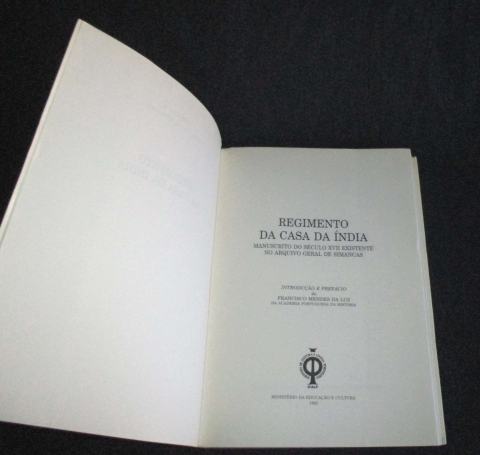 REGIMENTO
DA CASA DA ÍNDIA
MANUSCRITO DO SÉCULO XVII EXISTENTE
NO ARQUIVO GERAL DE SIMANCAS
INTRODUÇÃO E PREFÁCIO
de
FRANCISCO MENDES DA LUZ
DA ACADEMIA PORTUGUESA DA HISTÓRIA
MINISTÉRIO DA EDUCAÇÃO E CULTURA